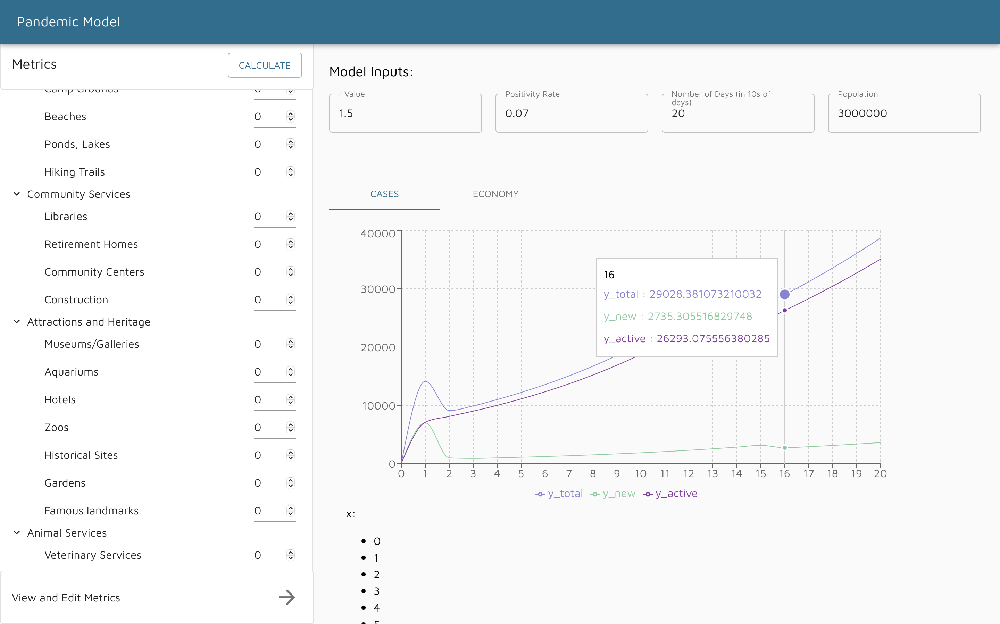 Pandemic Model
Metrics
CALCULATE
Camp Grounds 0
Beaches 0
Ponds, Lakes 0
Hiking Trails 0
Community Services
Libraries 0
Retirement Homes 0
Community Centers 0
Construction 0
Attractions and Heritage
Museums/Galleries 0
Aquariums 0
Hotels 0
Zoos 0
Historical Sites 0
Gardens 0
Famous landmarks 0
Animal Services
Veterinary Services 0
View and Edit Metrics
Model Inputs:
r Value
1.5
Positivity Rate
0.07
Number of Days (in 10s of
days)
20
Population
3000000
CASES
ECONOMY
40000
30000
20000
10000
0
16
y_total : 29028.381073210032
y_new : 2735.305516829748
y_active : 26293.075556380285
0 1 2 3 4 5 6 7 8 9 10 11 12 13 14 15 16 17 18 19 20
y_total y_new y_active
x:
0
1
2
3
4
5